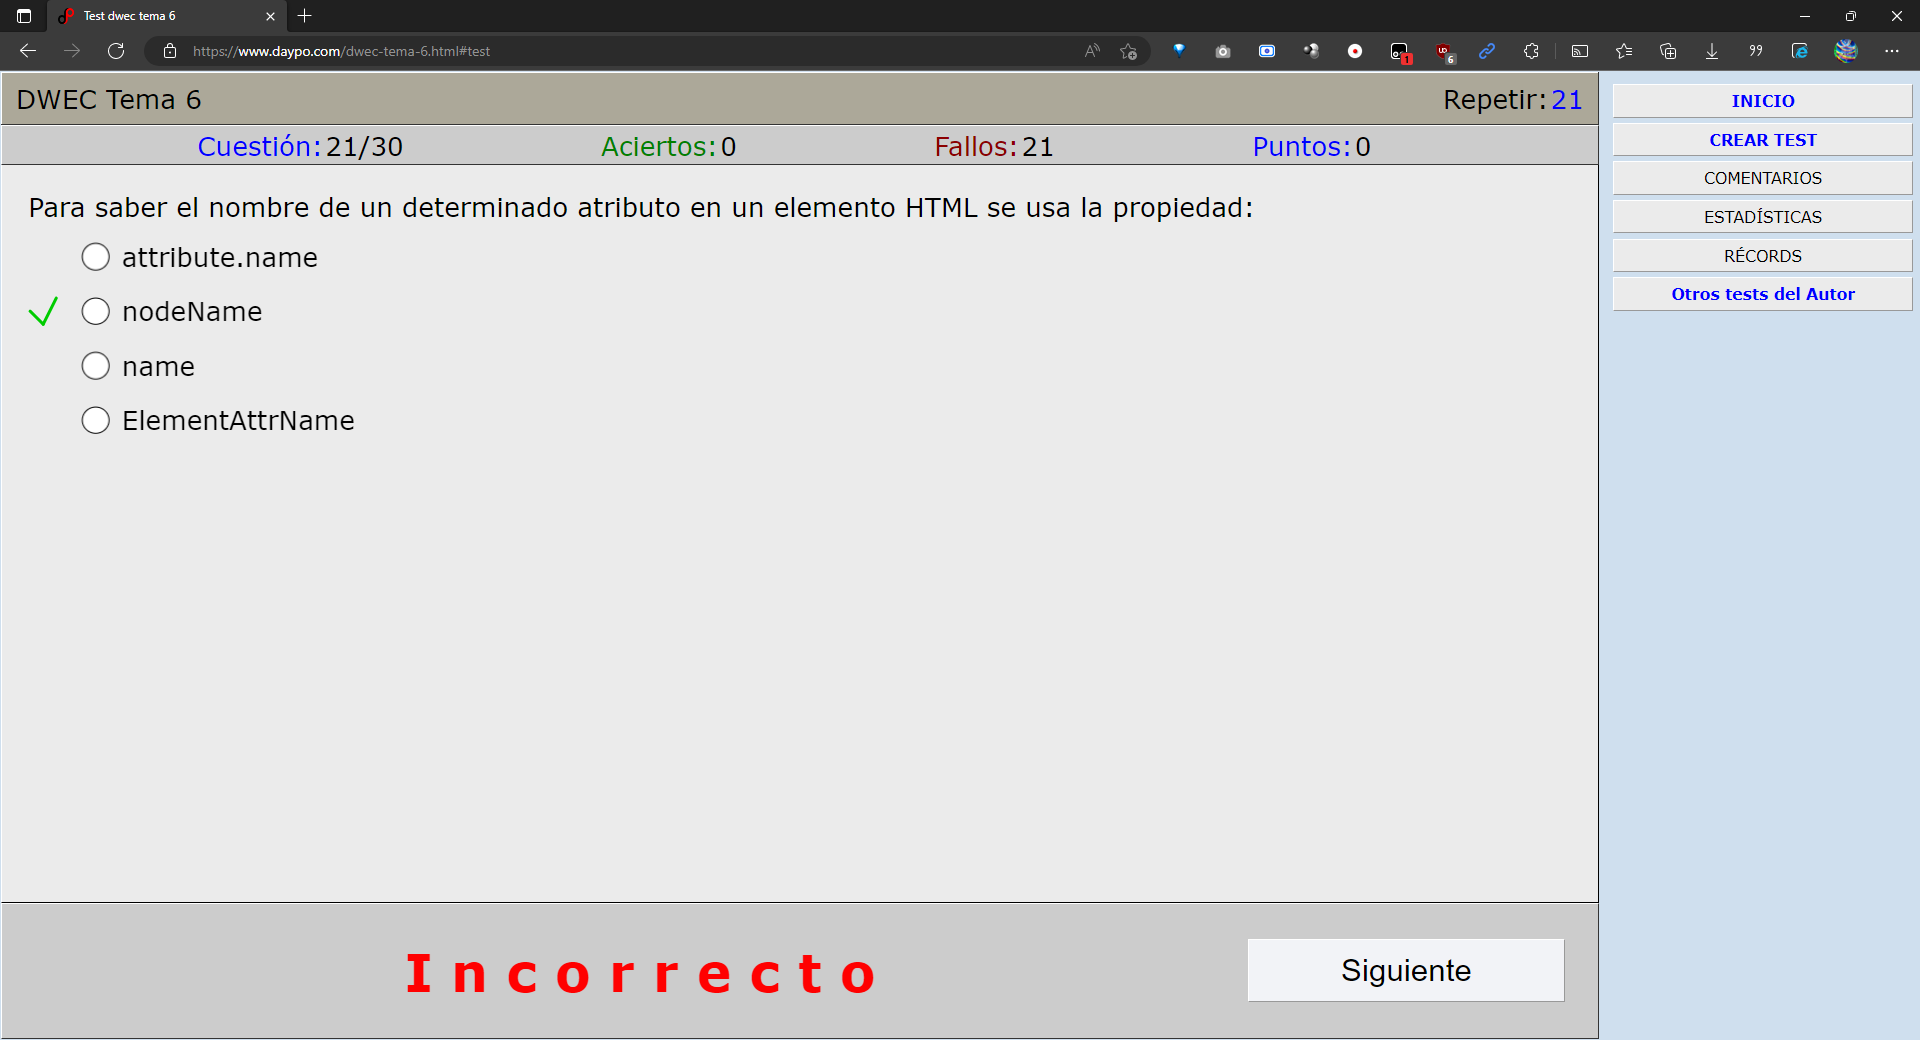 Test dwec tema 6
https://www.daypo.com/dwec-tema-6.html#test
1
6
DWEC Tema 6
Repetir:21
Cuestión:21/30
Aciertos:0
Fallos:21
Puntos:0
Para saber el nombre de un determinado atributo en un elemento HTML se usa la propiedad:
attribute.name
nodeName
name
ElementAttrName
Incorrecto
Siguiente
INICIO
CREAR TEST
COMENTARIOS
ESTADÍSTICAS
RÉCORDS
Otros tests del Autor